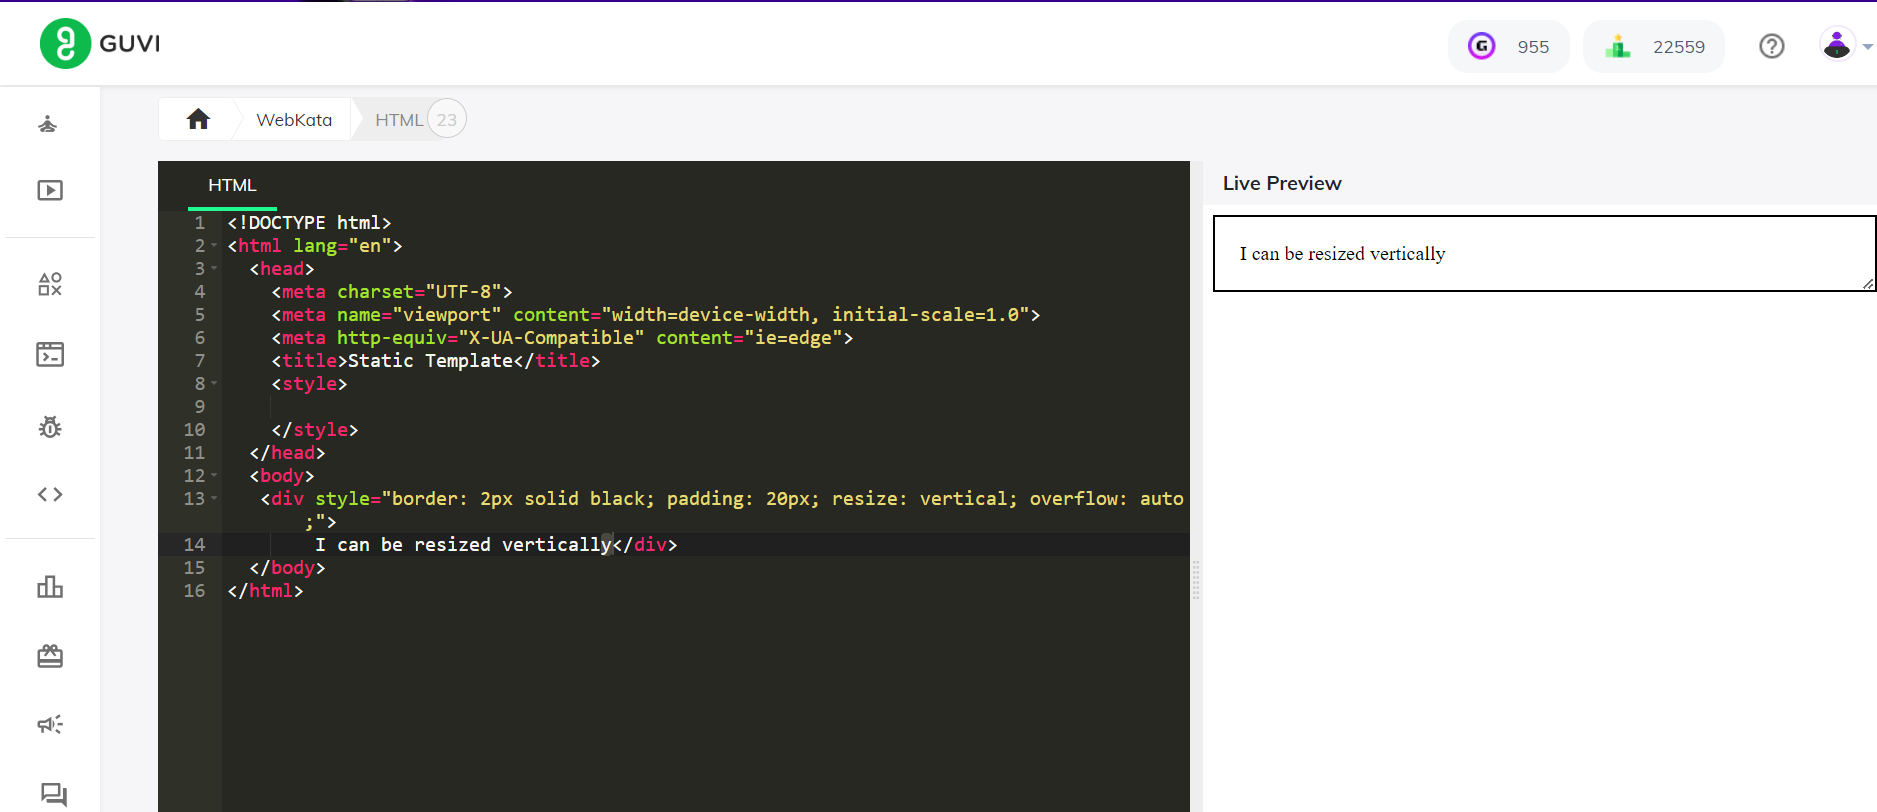 GUVI
955
22559
WebKata
HTML 23
HTML
Live Preview
1 <!DOCTYPE html>
2 <html lang="en">
3 <head>
4 <meta charset="UTF-8">
5 <meta name="viewport" content="width=device-width, initial-scale=1.0">
6 <meta http-equiv="X-UA-Compatible" content="ie=edge">
7 <title>Static Template</title>
8 <style>
9
10 </style>
11 </head>
12 <body>
13 <div style="border: 2px solid black; padding: 20px; resize: vertical; overflow: auto
;">
14 I can be resized vertically</div>
15 </body>
16 </html>
I can be resized vertically